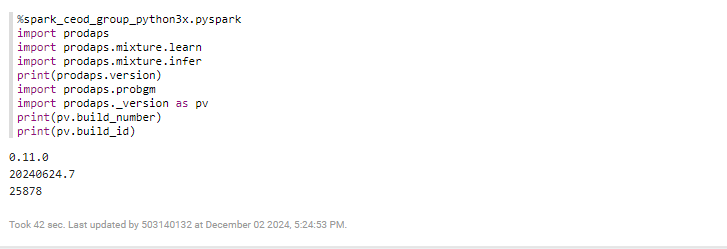 %spark_ceod_group_python3x.pyspark
import prodaps
import prodaps.mixture.learn
import prodaps.mixture.infer
print(prodaps.version)
import prodaps.probgm
import prodaps._version as pv
print(pv.build_number)
print(pv.build_id)
0.11.0
20240624.7
25878
Took 42 sec. Last updated by 503140132 at December 02 2024, 5:24:53 PM.